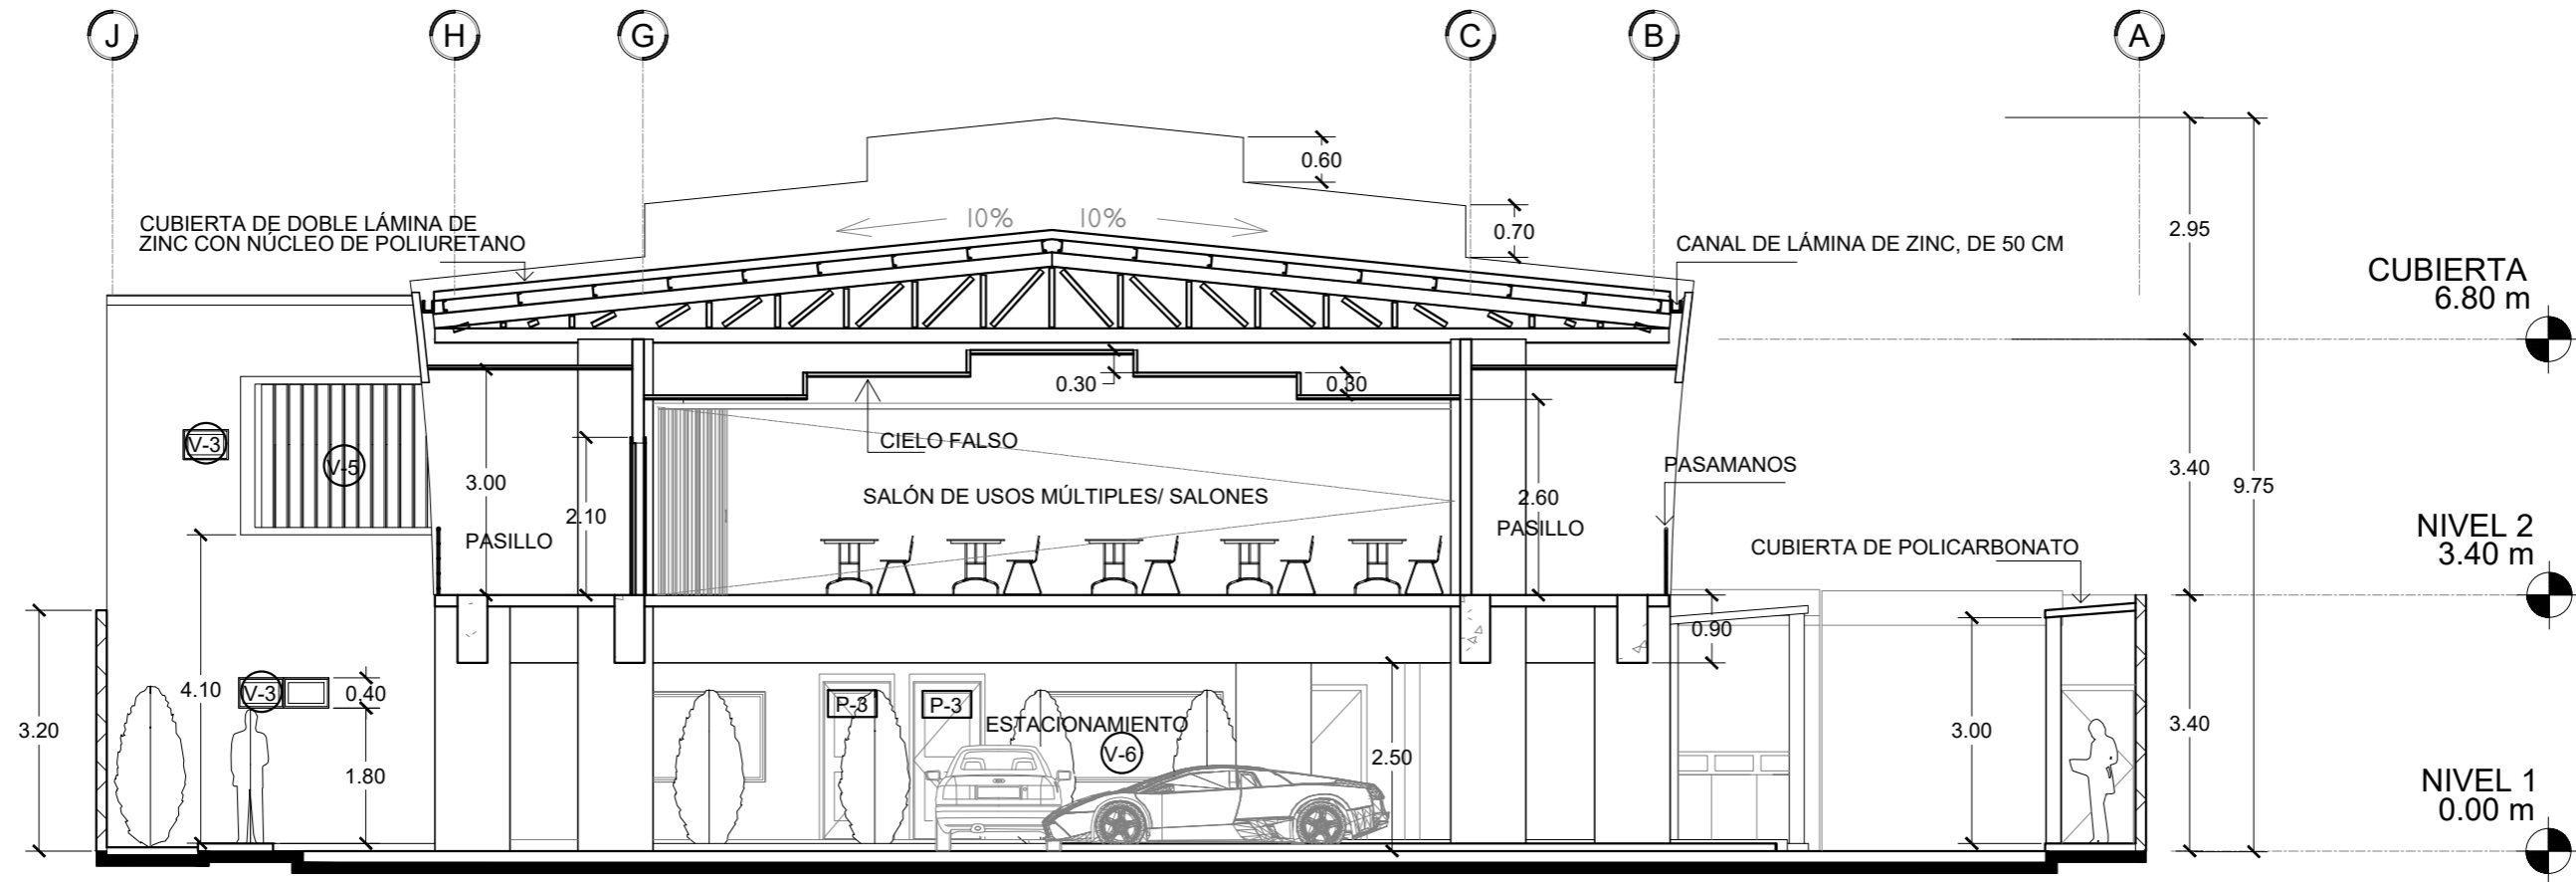 J
H
G
C
B
A
0.60
10%
10%
0.70
2.95
CUBIERTA DE DOBLE LÁMINA DE
ZINC CON NÚCLEO DE POLIURETANO
CANAL DE LÁMINA DE ZINC, DE 50 CM
CUBIERTA
6.80 m
0.30
0.30
V-3
V-5
CIELO FALSO
3.00
2.10
SALÓN DE USOS MÚLTIPLES/ SALONES
2.60
PASILLO
PASILLO
PASAMANOS
3.40
9.75
NIVEL 2
3.40 m
CUBIERTA DE POLICARBONATO
0.90
4.10
V-3
0.40
3.20
1.80
P-3
P-3
ESTACIONAMIENTO
V-6
2.50
3.00
3.40
NIVEL 1
0.00 m